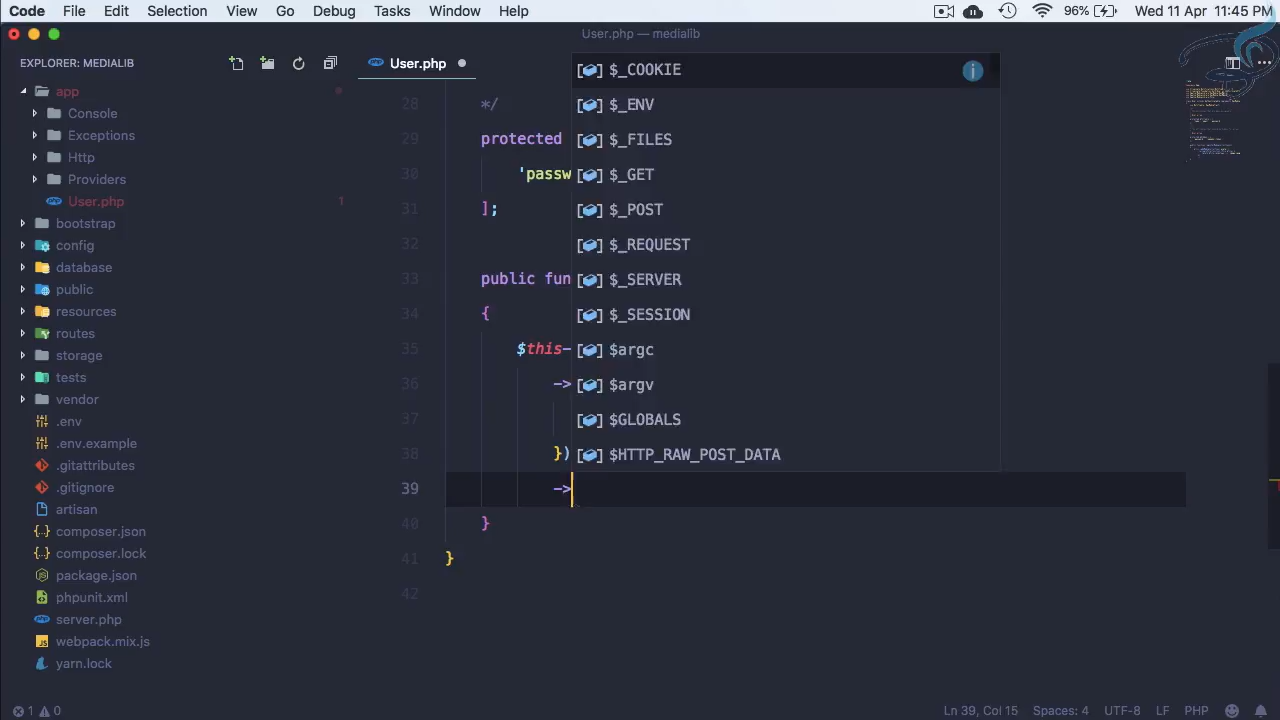 Code File Edit Selection View Go Debug Tasks Window Help 96% Wed 11 Apr 11:45 PM
User.php — medialib
EXPLORER: MEDIALIB
User.php
app
Console
Exceptions
Http
Providers
User.php 1
bootstrap
config
database
public
resources
routes
storage
tests
vendor
.env
.env.example
.gitattributes
.gitignore
artisan
composer.json
composer.lock
package.json
phpunit.xml
server.php
webpack.mix.js
yarn.lock
28 */
29 protected
30 'passw
31 ];
32
33 public fun
34 {
35 $this-
36 ->
37
38 })
39 ->
40 }
41 }
42
$_COOKIE
$_ENV
$_FILES
$_GET
$_POST
$_REQUEST
$_SERVER
$_SESSION
$argc
$argv
$GLOBALS
$HTTP_RAW_POST_DATA
1 0 Ln 39, Col 15 Spaces: 4 UTF-8 LF PHP